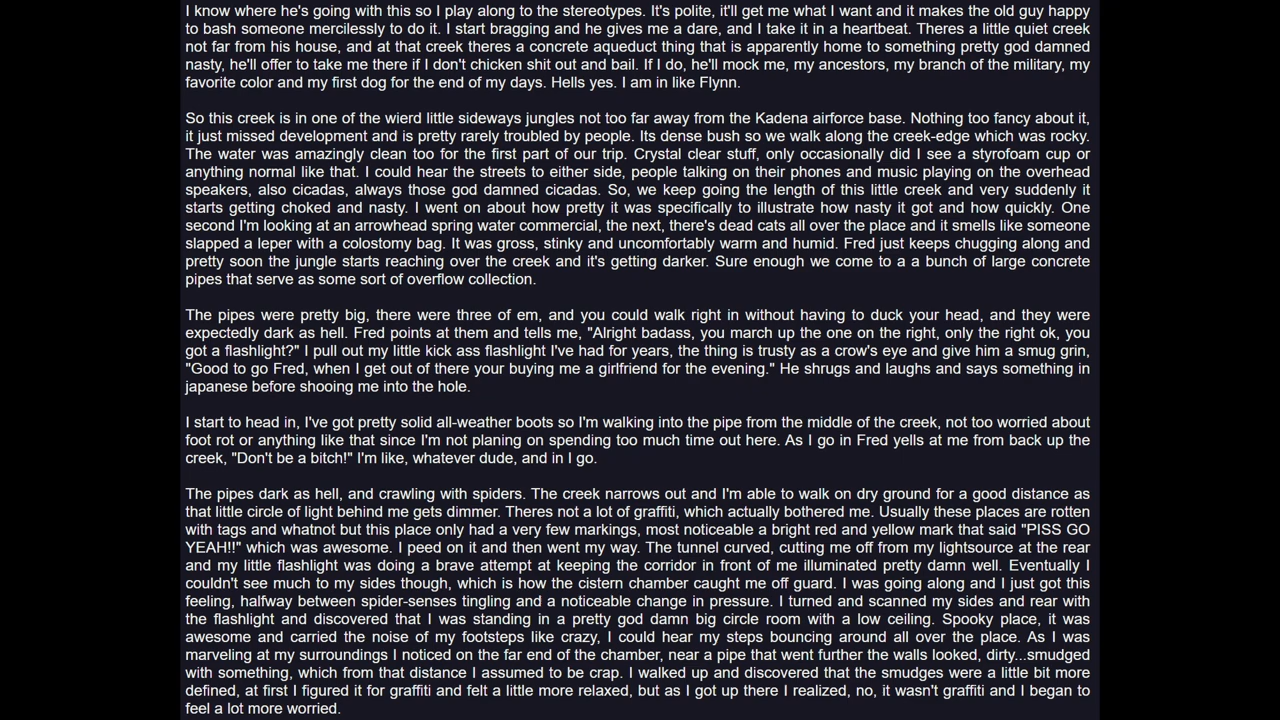 I know where he's going with this so I play along to the stereotypes. It's polite, it'll get me what I want and it makes the old guy happy
to bash someone mercilessly to do it. I start bragging and he gives me a dare, and I take it in a heartbeat. Theres a little quiet creek
not far from his house, and at that creek theres a concrete aqueduct thing that is apparently home to something pretty god damned
nasty, he'll offer to take me there if I don't chicken shit out and bail. If I do, he'll mock me, my ancestors, my branch of the military, my
favorite color and my first dog for the end of my days. Hells yes. I am in like Flynn.

So this creek is in one of the wierd little sideways jungles not too far away from the Kadena airforce base. Nothing too fancy about it,
it just missed development and is pretty rarely troubled by people. Its dense bush so we walk along the creek-edge which was rocky.
The water was amazingly clean too for the first part of our trip. Crystal clear stuff, only occasionally did I see a styrofoam cup or
anything normal like that. I could hear the streets to either side, people talking on their phones and music playing on the overhead
speakers, also cicadas, always those god damned cicadas. So, we keep going the length of this little creek and very suddenly it
starts getting choked and nasty. I went on about how pretty it was specifically to illustrate how nasty it got and how quickly. One
second I'm looking at an arrowhead spring water commercial, the next, there's dead cats all over the place and it smells like someone
slapped a leper with a colostomy bag. It was gross, stinky and uncomfortably warm and humid. Fred just keeps chugging along and
pretty soon the jungle starts reaching over the creek and it's getting darker. Sure enough we come to a a bunch of large concrete
pipes that serve as some sort of overflow collection.

The pipes were pretty big, there were three of em, and you could walk right in without having to duck your head, and they were
expectedly dark as hell. Fred points at them and tells me, "Alright badass, you march up the one on the right, only the right ok, you
got a flashlight?" I pull out my little kick ass flashlight I've had for years, the thing is trusty as a crow's eye and give him a smug grin,
"Good to go Fred, when I get out of there your buying me a girlfriend for the evening." He shrugs and laughs and says something in
japanese before shooing me into the hole.

I start to head in, I've got pretty solid all-weather boots so I'm walking into the pipe from the middle of the creek, not too worried about
foot rot or anything like that since I'm not planing on spending too much time out here. As I go in Fred yells at me from back up the
creek, "Don't be a bitch!" I'm like, whatever dude, and in I go.

The pipes dark as hell, and crawling with spiders. The creek narrows out and I'm able to walk on dry ground for a good distance as
that little circle of light behind me gets dimmer. Theres not a lot of graffiti, which actually bothered me. Usually these places are rotten
with tags and whatnot but this place only had a very few markings, most noticeable a bright red and yellow mark that said "PISS GO
YEAH!!" which was awesome. I peed on it and then went my way. The tunnel curved, cutting me off from my lightsource at the rear
and my little flashlight was doing a brave attempt at keeping the corridor in front of me illuminated pretty damn well. Eventually I
couldn't see much to my sides though, which is how the cistern chamber caught me off guard. I was going along and I just got this
feeling, halfway between spider-senses tingling and a noticeable change in pressure. I turned and scanned my sides and rear with
the flashlight and discovered that I was standing in a pretty god damn big circle room with a low ceiling. Spooky place, it was
awesome and carried the noise of my footsteps like crazy, I could hear my steps bouncing around all over the place. As I was
marveling at my surroundings I noticed on the far end of the chamber, near a pipe that went further the walls looked, dirty...smudged
with something, which from that distance I assumed to be crap. I walked up and discovered that the smudges were a little bit more
defined, at first I figured it for graffiti and felt a little more relaxed, but as I got up there I realized, no, it wasn't graffiti and I began to
feel a lot more worried.